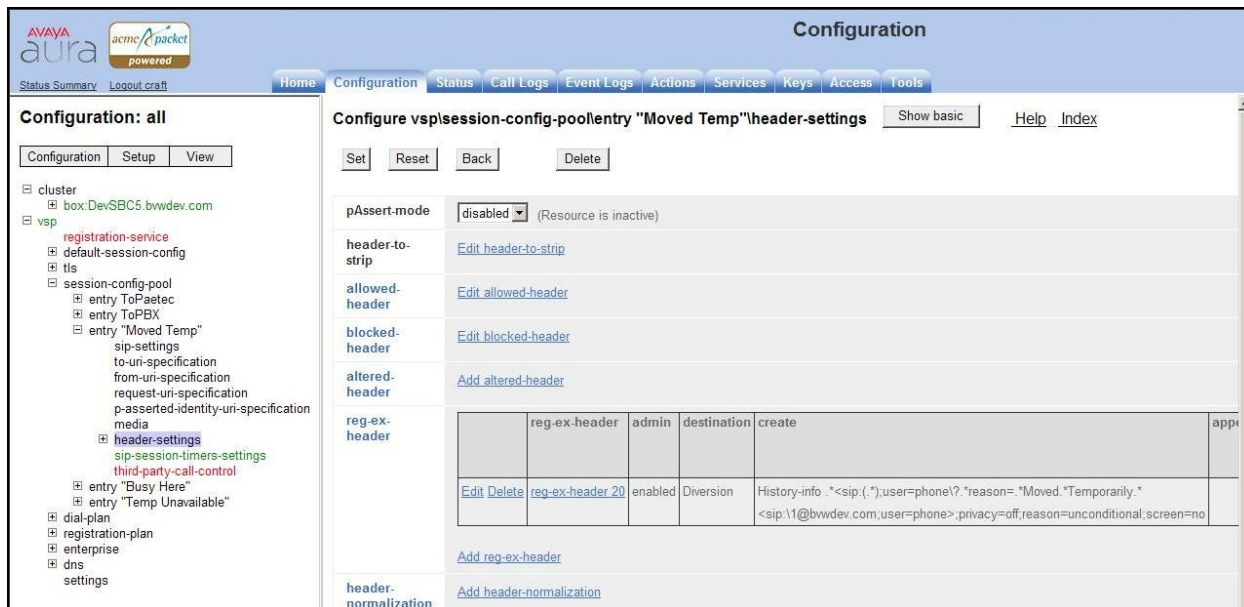 AVAYA
aura
acme packet
powered
Configuration
Status Summary Logout craft
Home Configuration Status Call Logs Event Logs Actions Services Keys Access Tools
Configuration: all
Configuration Setup View
cluster
box:DevSBC5.bvwdev.com
vsp
registration-service
default-session-config
tls
session-config-pool
entry ToPaetec
entry ToPBX
entry "Moved Temp"
sip-settings
to-uri-specification
from-uri-specification
request-uri-specification
p-asserted-identity-uri-specification
media
header-settings
sip-session-timers-settings
third-party-call-control
entry "Busy Here"
entry "Temp Unavailable"
dial-plan
registration-plan
enterprise
dns
settings
Configure vsp\session-config-pool\entry "Moved Temp"\header-settings Show basic Help Index
Set Reset Back Delete
pAssert-mode disabled (Resource is inactive)
header-to-
strip
Edit header-to-strip
allowed-
header
Edit allowed-header
blocked-
header
Edit blocked-header
altered-
header
Add altered-header
reg-ex-
header
reg-ex-header admin destination create appe
Edit Delete reg-ex-header 20 enabled Diversion History-info .*<sip:(.*);user=phone\?.*reason=.*Moved.*Temporarily.*
<sip:\1@bvwdev.com;user=phone>;privacy=off;reason=unconditional;screen=no
Add reg-ex-header
header-
normalization
Add header-normalization